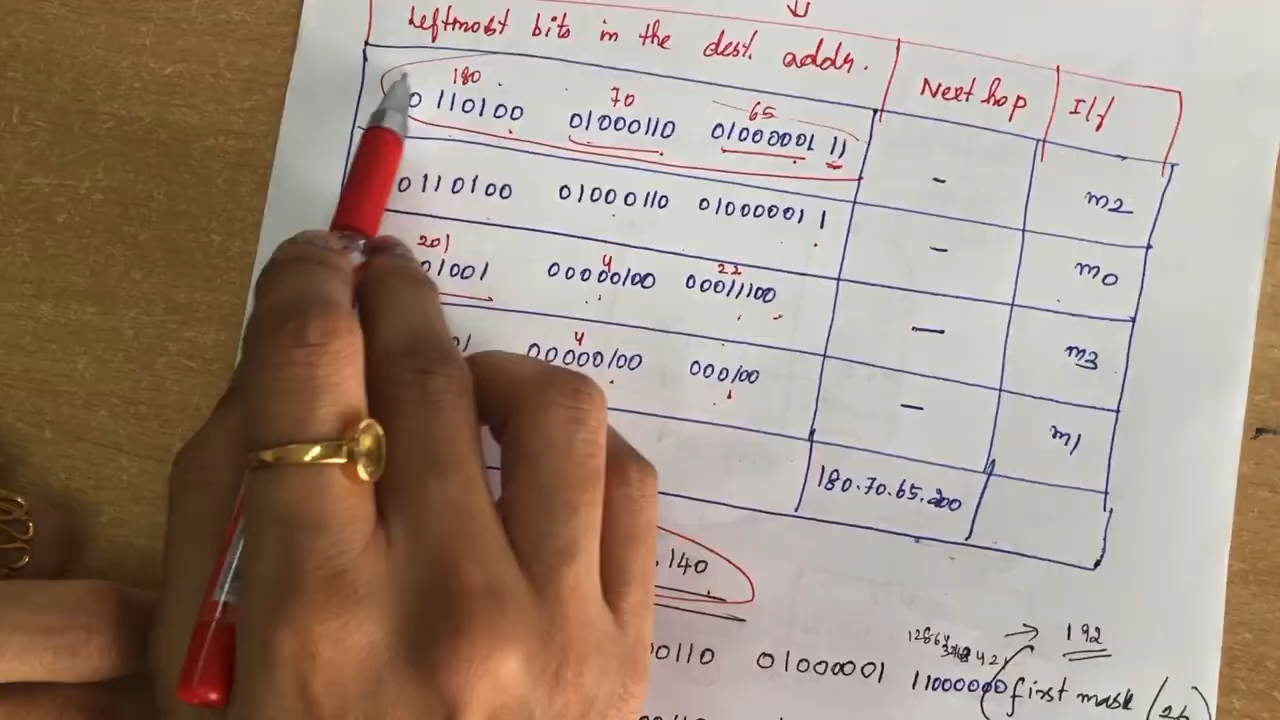 Leftmost bits in the dest. addr.
Next hop
I/f
180 70 65
0110100 01000110 01000001 11
- m2
0110100 01000110 01000001 1
- m0
201 4 22
01001 00000100 00011100
- m3
4
00000100 000100
- m1
180.70.65.200
.140
192
0110 01000001 11000000
first mask